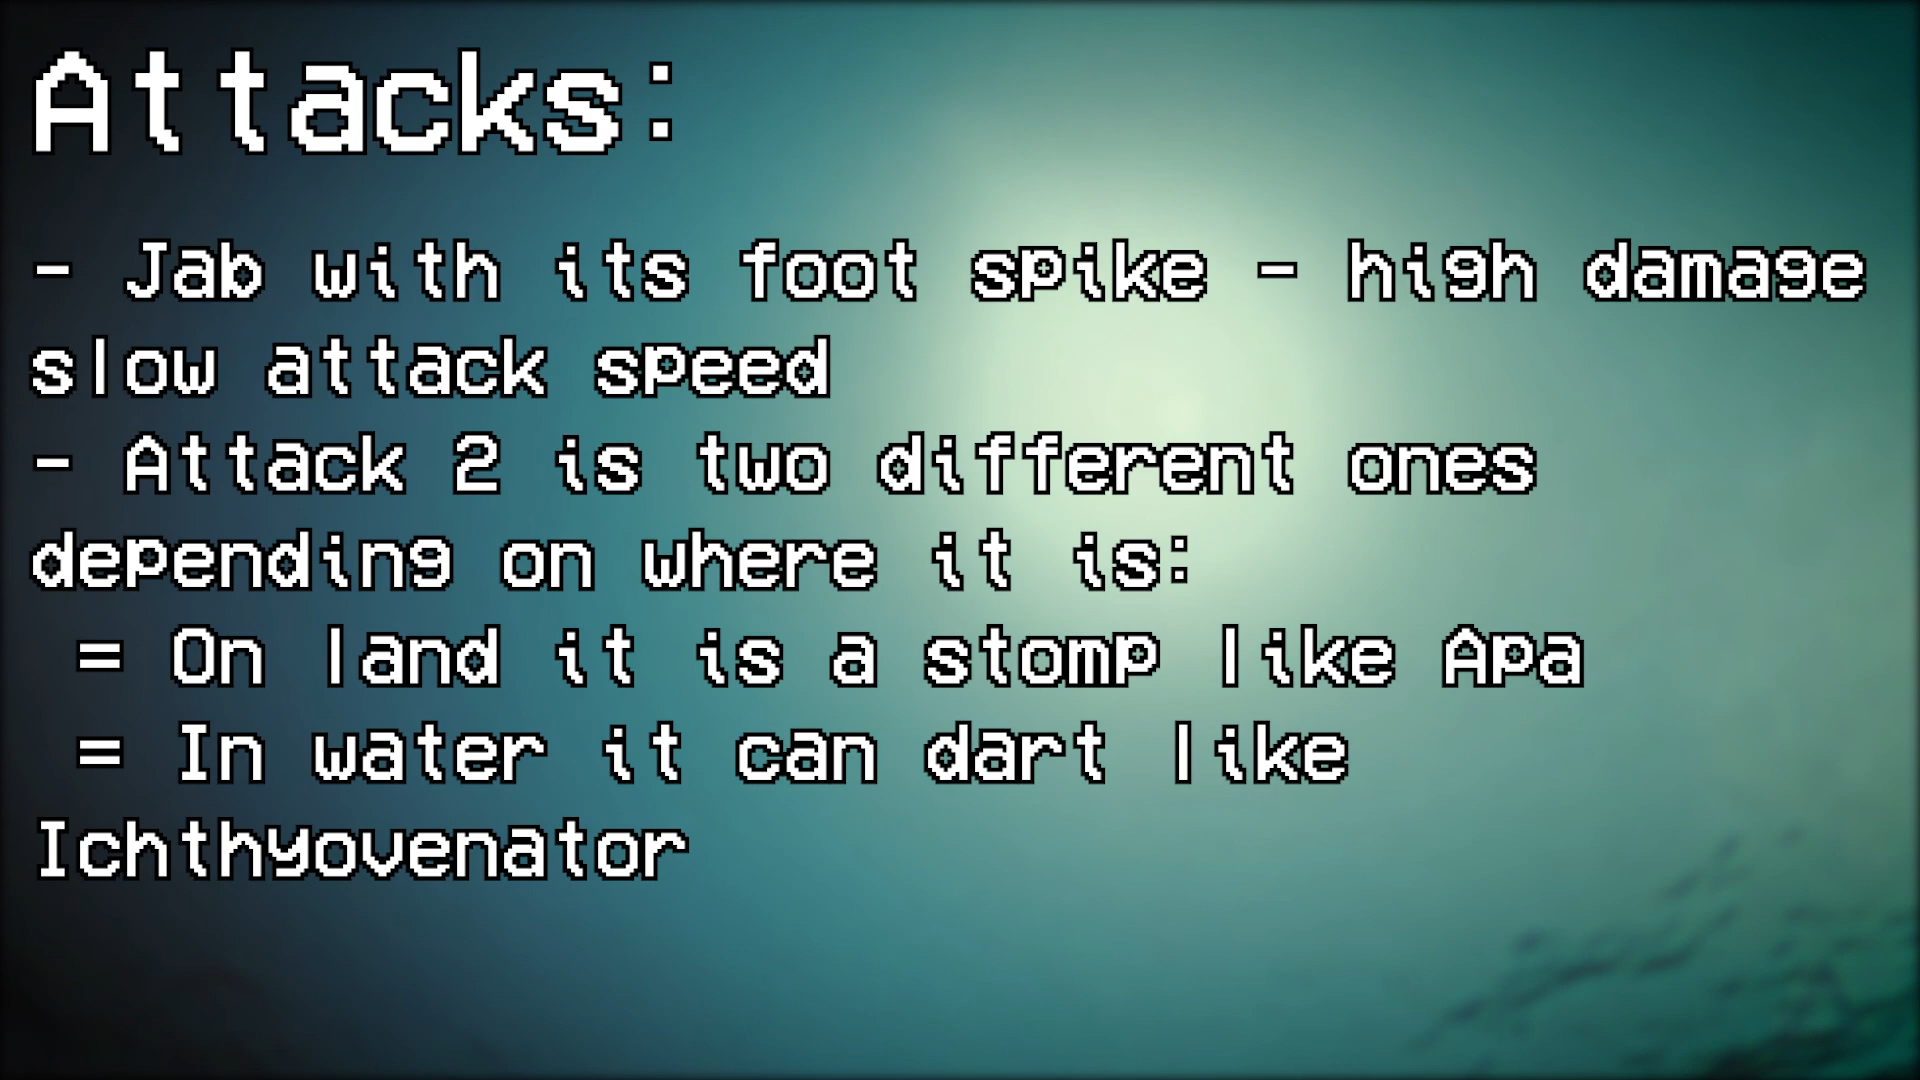 Attacks:
- Jab with its foot spike - high damage
slow attack speed
- Attack 2 is two different ones
depending on where it is:
= On land it is a stomp like Apa
= In water it can dart like
Ichthyovenator